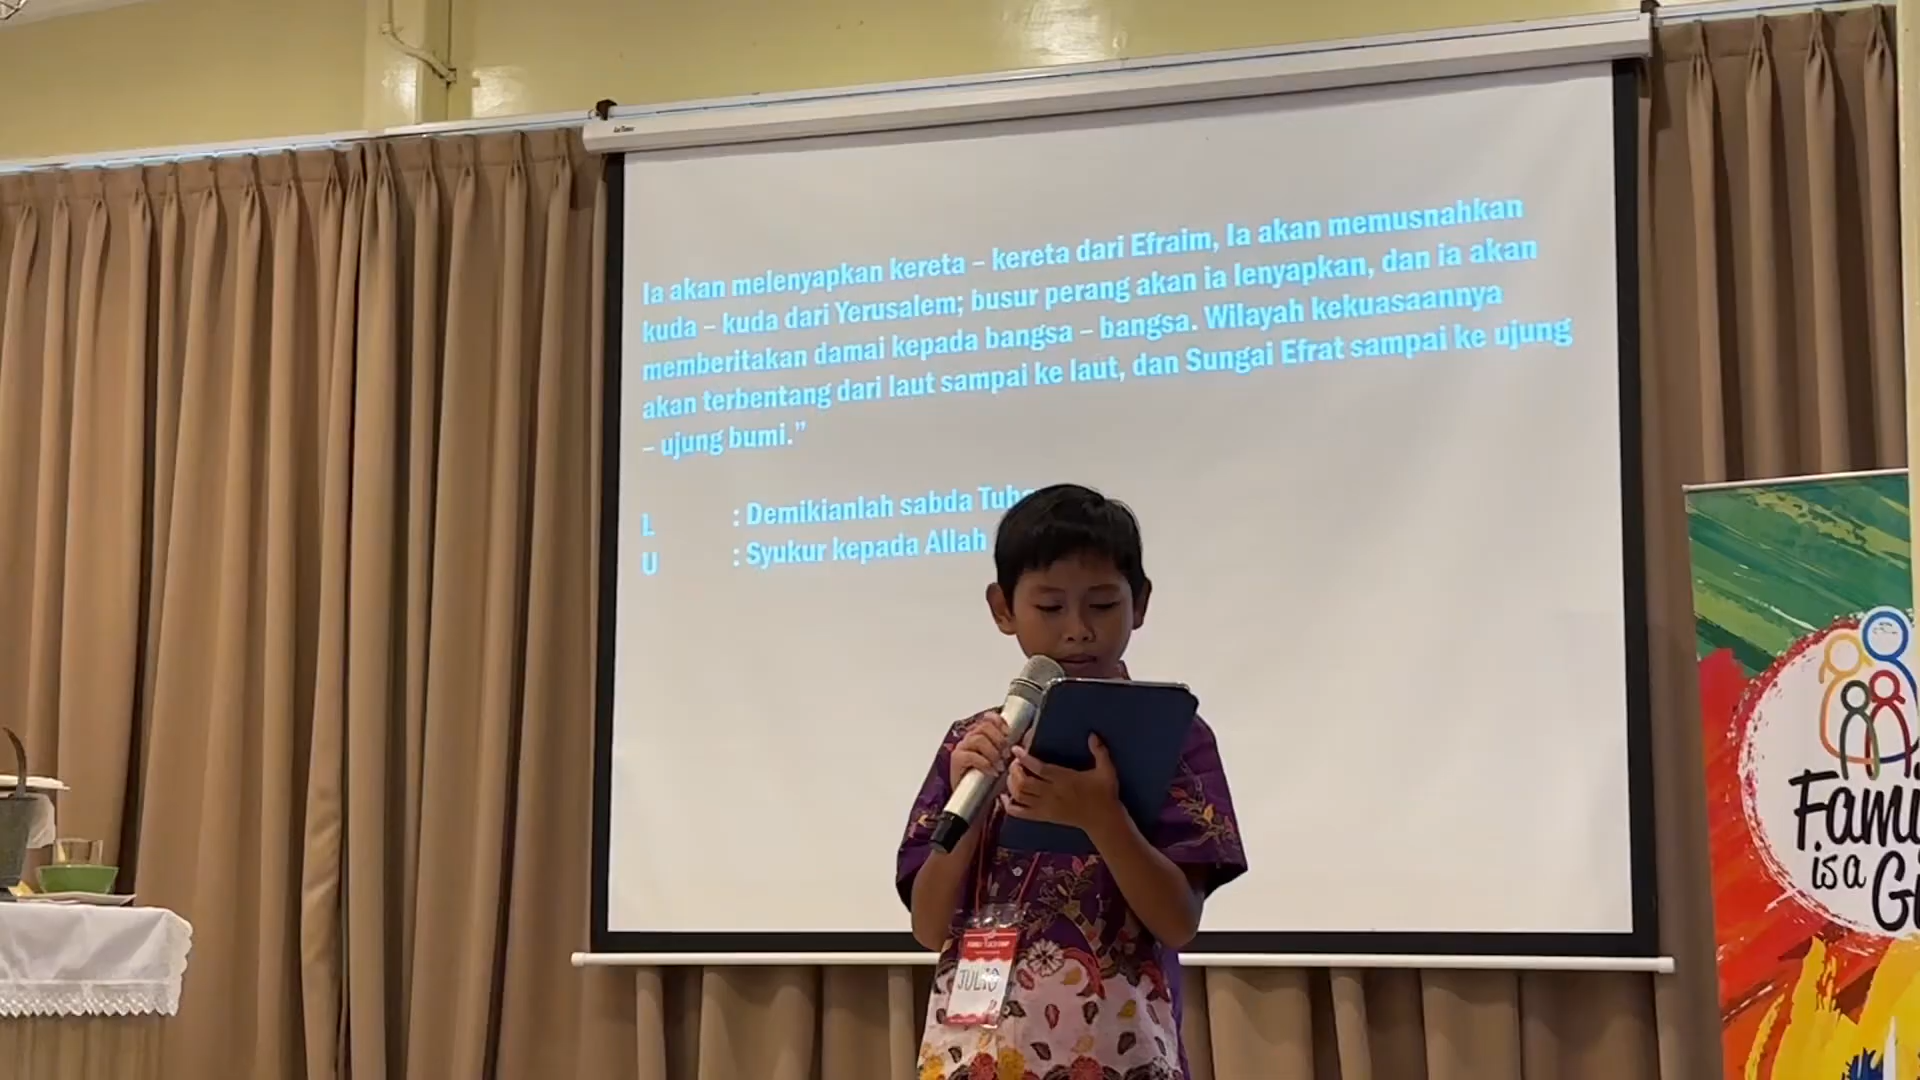 Ia akan melenyapkan kereta – kereta dari Efraim, Ia akan memusnahkan
kuda – kuda dari Yerusalem; busur perang akan ia lenyapkan, dan ia akan
memberitakan damai kepada bangsa – bangsa. Wilayah kekuasaannya
akan terbentang dari laut sampai ke laut, dan Sungai Efrat sampai ke ujung
– ujung bumi.”
L : Demikianlah sabda
U : Syukur kepada Allah
JULIO
is a